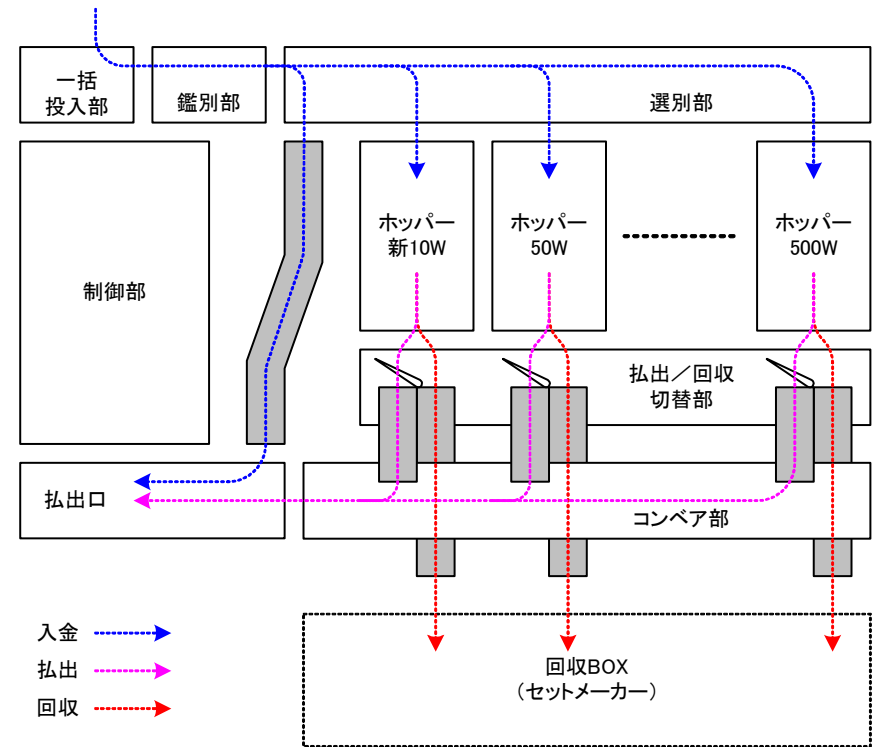 一括
投入部
鑑別部
選別部
制御部
ホッパー
新10W
ホッパー
50W
ホッパー
500W
払出／回収
切替部
払出口
コンベア部
入金
払出
回収
回収BOX
（セットメーカー）